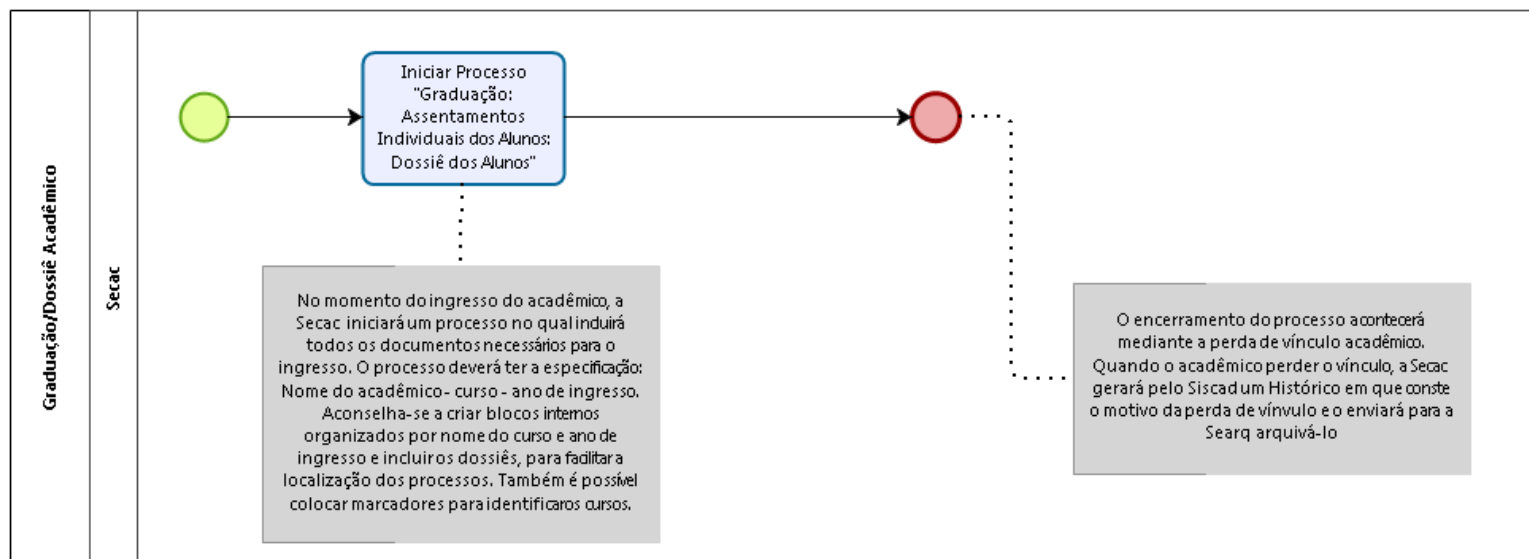 Graduação/Dossiê Acadêmico
Secac
Iniciar Processo
"Graduação:
Assentamentos
Individuais dos Alunos:
Dossiê dos Alunos"
No momento do ingresso do acadêmico, a
Secac iniciará um processo no qual incluirá
todos os documentos necessários para o
ingresso. O processo deverá ter a especificação:
Nome do acadêmico- curso - ano de ingresso.
Aconselha-se a criar blocos internos
organizados por nome do curso e ano de
ingresso e incluir os dossiês, para facilitar a
localização dos processos. Também é possível
colocar marcadores para identificar os cursos.
O encerramento do processo acontecerá
mediante a perda de vínculo acadêmico.
Quando o acadêmico perder o vínculo, a Secac
gerará pelo Siscad um Histórico em que conste
o motivo da perda de vínvulo e o enviará para a
Searq arquivá-lo